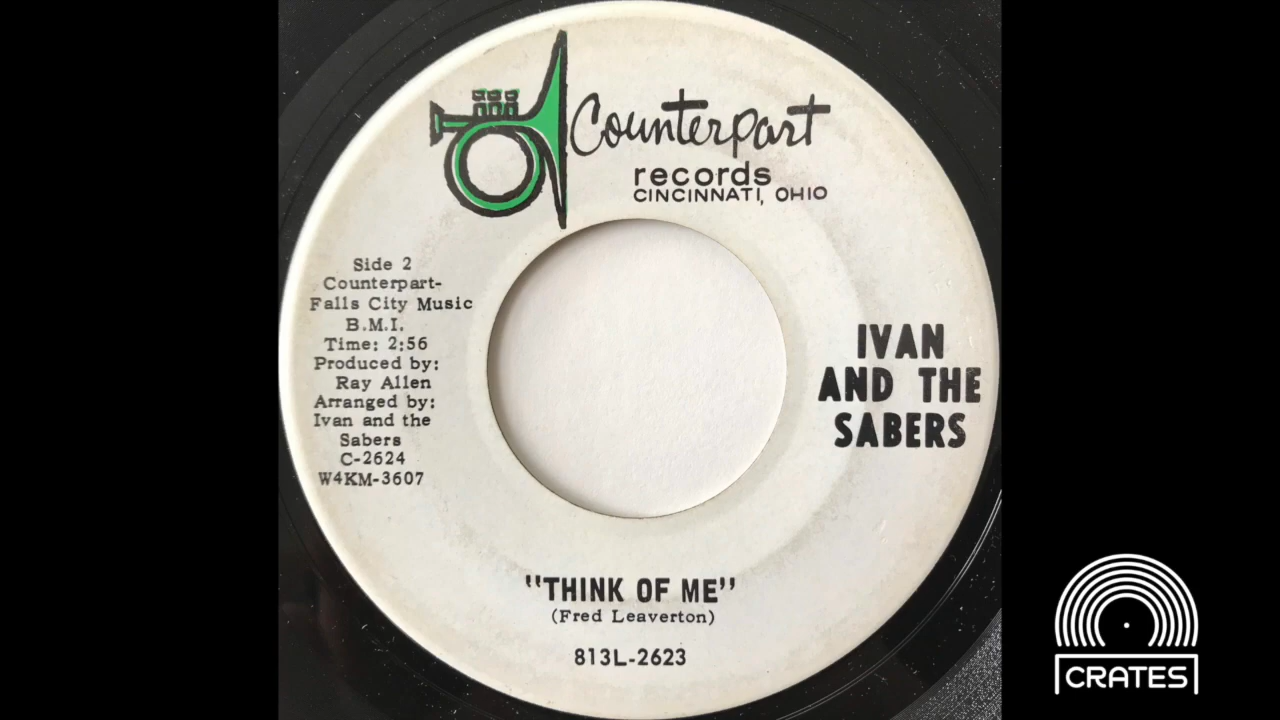 Counterpart
records
CINCINNATI, OHIO
Side 2
Counterpart-
Falls City Music
B.M.I.
Time: 2:56
Produced by:
Ray Allen
Arranged by:
Ivan and the
Sabers
C-2624
W4KM-3607
IVAN
AND THE
SABERS
"THINK OF ME"
(Fred Leaverton)
813L-2623
CRATES